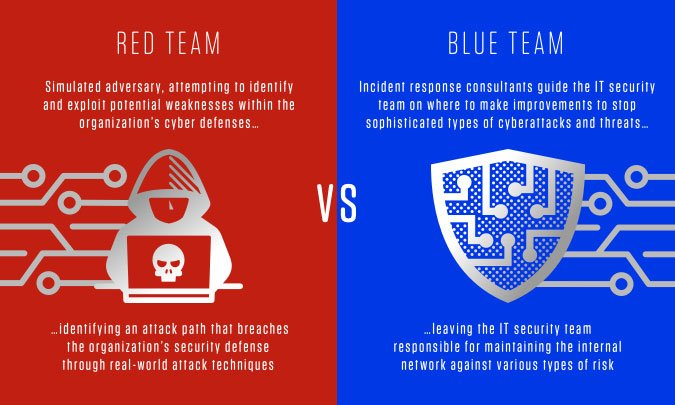 RED TEAM
Simulated adversary, attempting to identify
and exploit potential weaknesses within the
organization's cyber defenses...
VS
...identifying an attack path that breaches
the organization's security defense
through real-world attack techniques
BLUE TEAM
Incident response consultants guide the IT security
team on where to make improvements to stop
sophisticated types of cyberattacks and threats...
...leaving the IT security team
responsible for maintaining the internal
network against various types of risk